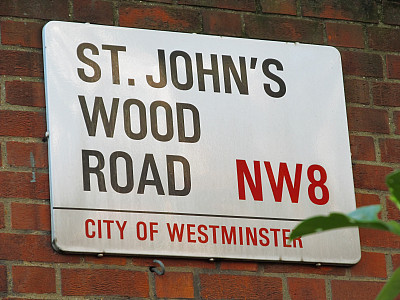 ST. JOHN'S
WOOD
ROAD NW8
CITY OF WESTMINSTER